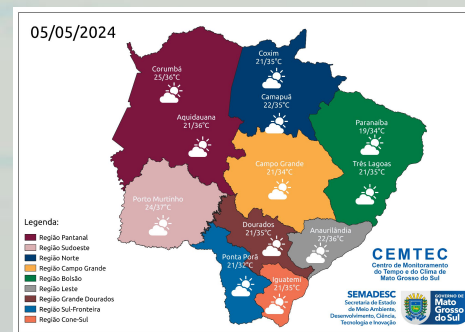 05/05/2024
Coxim
21/35°C
Corumbá
25/36°C
Camapuã
22/35°C
Aquidauana
21/36°C
Paranaíba
19/34°C
Campo Grande
21/34°C
Três Lagoas
21/35°C
Porto Murtinho
24/37°C
Dourados
21/35°C
Anaurilândia
22/36°C
Ponta Porã
21/32°C
Iguatemi
21/35°C
Legenda:
Região Pantanal
Região Sudoeste
Região Norte
Região Campo Grande
Região Bolsão
Região Leste
Região Grande Dourados
Região Sul-Fronteira
Região Cone-Sul
CEMTEC
Centro de Monitoramento
do Tempo e do Clima de
Mato Grosso do Sul
SEMADESC
Secretaria de Estado
de Meio Ambiente,
Desenvolvimento, Ciência,
Tecnologia e Inovação
GOVERNO DE
Mato
Grosso
do Sul